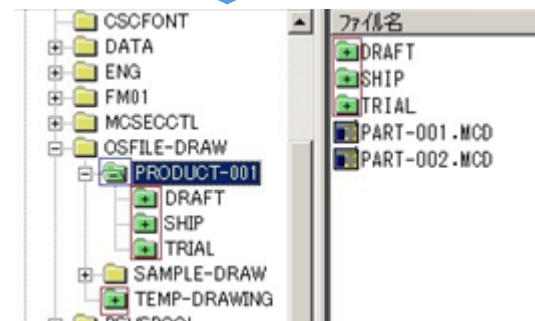 CSCFONT
DATA
ENG
FM01
MCSECCTL
OSFILE-DRAW
PRODUCT-001
DRAFT
SHIP
TRIAL
SAMPLE-DRAW
TEMP-DRAWING
ファイル名
DRAFT
SHIP
TRIAL
PART-001.MCD
PART-002.MCD